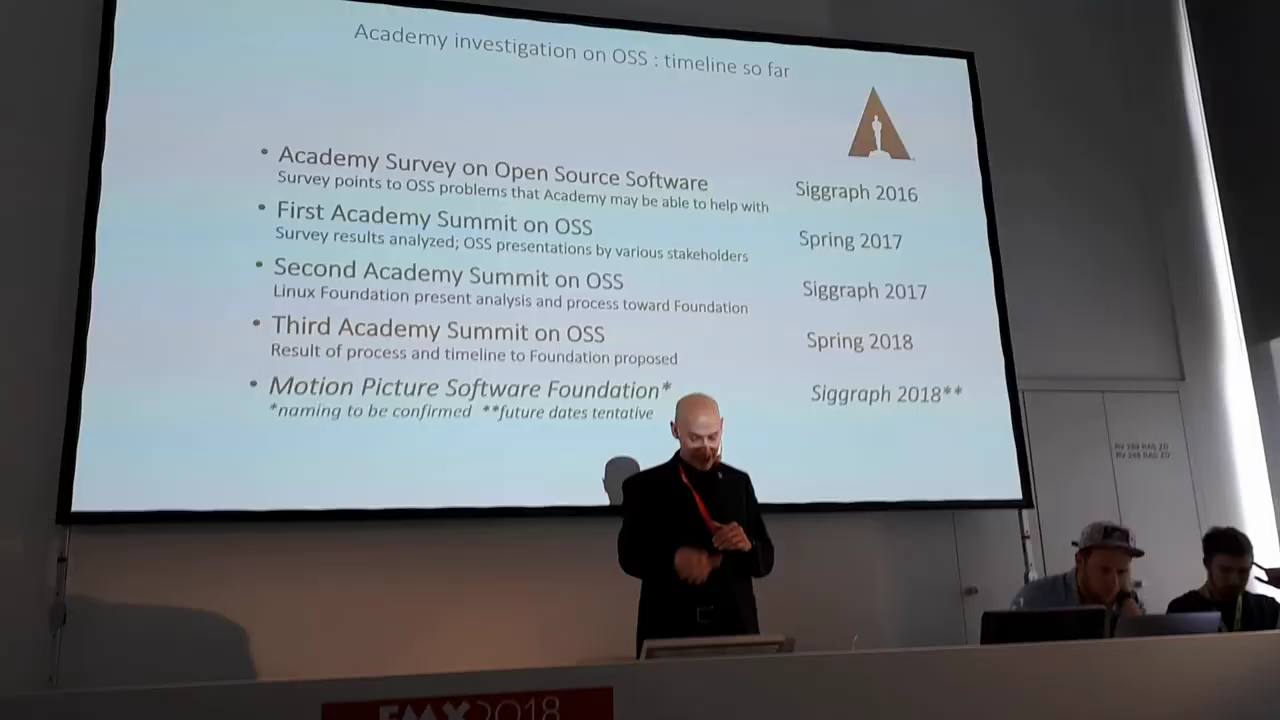 Academy investigation on OSS : timeline so far
• Academy Survey on Open Source Software
Survey points to OSS problems that Academy may be able to help with
Siggraph 2016
• First Academy Summit on OSS
Survey results analyzed; OSS presentations by various stakeholders
Spring 2017
• Second Academy Summit on OSS
Linux Foundation present analysis and process toward Foundation
Siggraph 2017
• Third Academy Summit on OSS
Result of process and timeline to Foundation proposed
Spring 2018
• Motion Picture Software Foundation*
*naming to be confirmed **future dates tentative
Siggraph 2018**
FMX2018